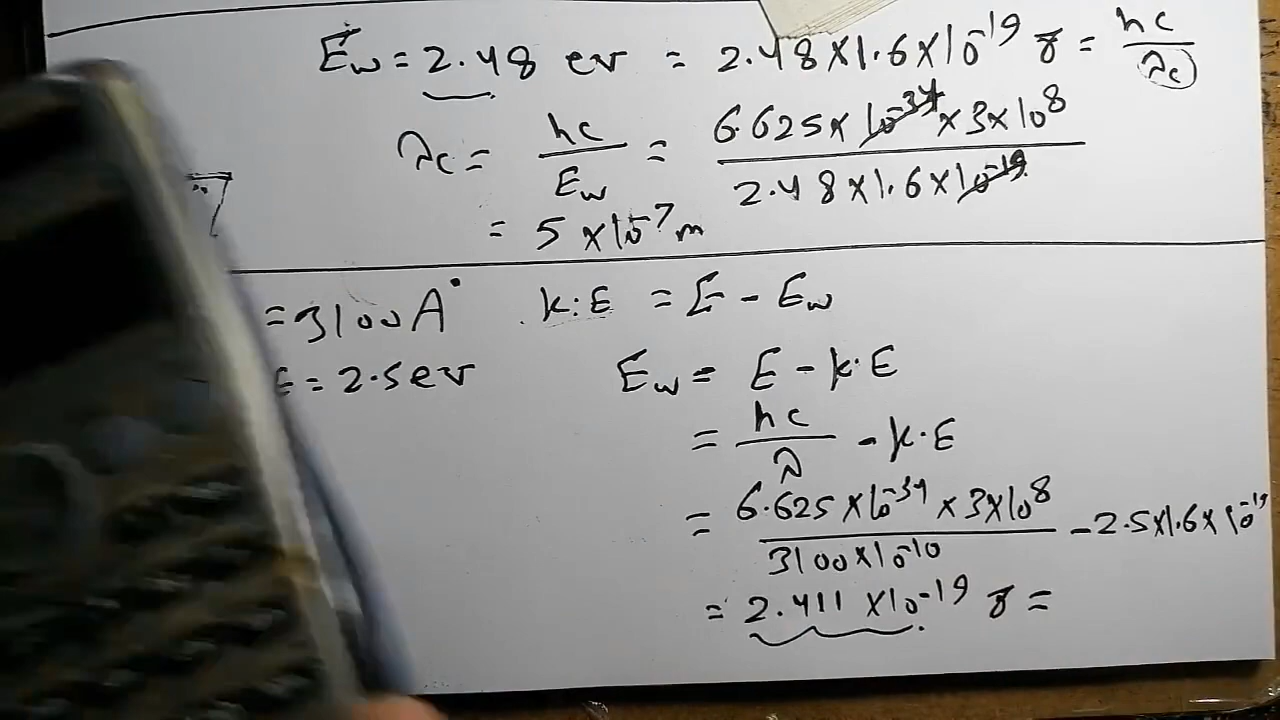 Ew = 2.48 ev = 2.48×1.6×10⁻¹⁹ J = hc/λc
λc = hc/Ew = 6.625×10⁻³⁴×3×10⁸/2.48×1.6×10⁻¹⁹
= 5×10⁻⁷ m
= 3100 A° K.E = E - Ew
E = 2.5 ev Ew = E - K.E
= hc/λ - K.E
= 6.625×10⁻³⁴×3×10⁸/3100×10⁻¹⁰ - 2.5×1.6×10⁻¹⁹
= 2.411×10⁻¹⁹ J =